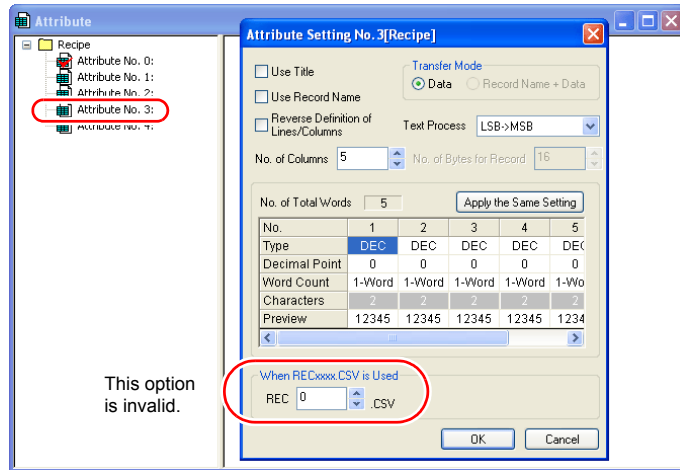 Attribute
Recipe
Attribute No. 0:
Attribute No. 1:
Attribute No. 2:
Attribute No. 3:
Attribute No. 4:
This option
is invalid.
Attribute Setting No. 3[Recipe]
Use Title
Use Record Name
Reverse Definition of
Lines/Columns
Transfer Mode
Data Record Name + Data
Text Process LSB->MSB
No. of Columns 5 No. of Bytes for Record 16
No. of Total Words 5 Apply the Same Setting
No. 1 2 3 4 5
Type DEC DEC DEC DEC DEC
Decimal Point 0 0 0 0 0
Word Count 1-Word 1-Word 1-Word 1-Word 1-Wo
Characters 2 2 2 2 2
Preview 12345 12345 12345 12345 1234
When RECxxxx.CSV is Used
REC 0 .CSV
OK Cancel